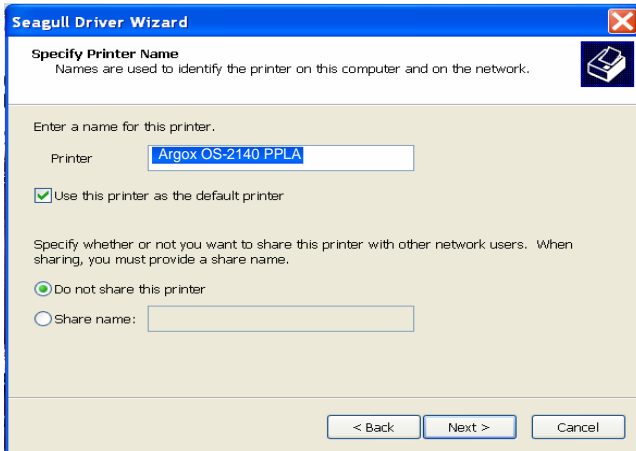 Seagull Driver Wizard
Specify Printer Name
Names are used to identify the printer on this computer and on the network.
Enter a name for this printer.
Printer
Argox OS-2140 PPLA
Use this printer as the default printer
Specify whether or not you want to share this printer with other network users. When
sharing, you must provide a share name.
Do not share this printer
Share name:
< Back
Next >
Cancel